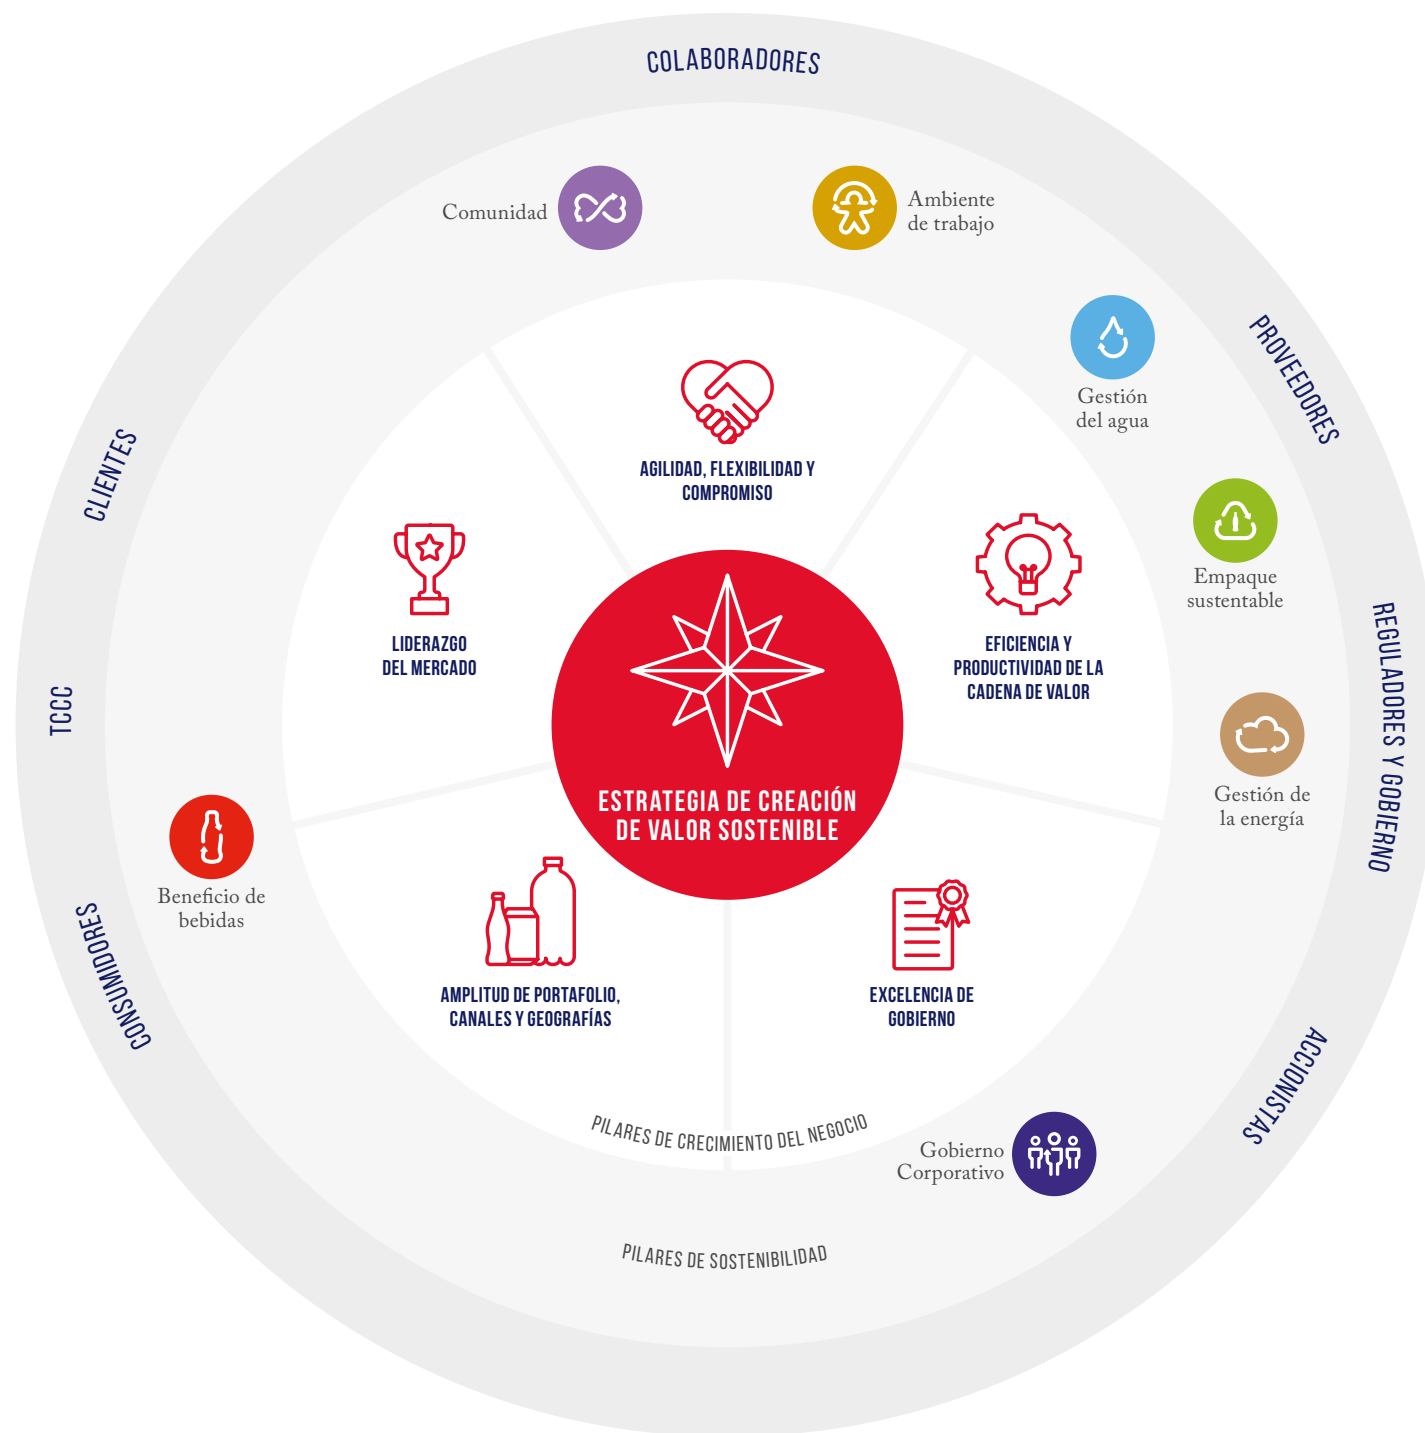 COLABORADORES
Comunidad
Ambiente
de trabajo
PROVEEDORES
Gestión
del agua
CLIENTES
AGILIDAD, FLEXIBILIDAD Y
COMPROMISO
Empaque
sustentable
LIDERAZGO
DEL MERCADO
EFICIENCIA Y
PRODUCTIVIDAD DE LA
CADENA DE VALOR
REGULADORES Y GOBIERNO
TCCC
ESTRATEGIA DE CREACIÓN
DE VALOR SOSTENIBLE
Gestión de
la energía
Beneficio de
bebidas
CONSUMIDORES
AMPLITUD DE PORTAFOLIO,
CANALES Y GEOGRAFÍAS
EXCELENCIA DE
GOBIERNO
ACCIONISTAS
PILARES DE CRECIMIENTO DEL NEGOCIO
Gobierno
Corporativo
PILARES DE SOSTENIBILIDAD